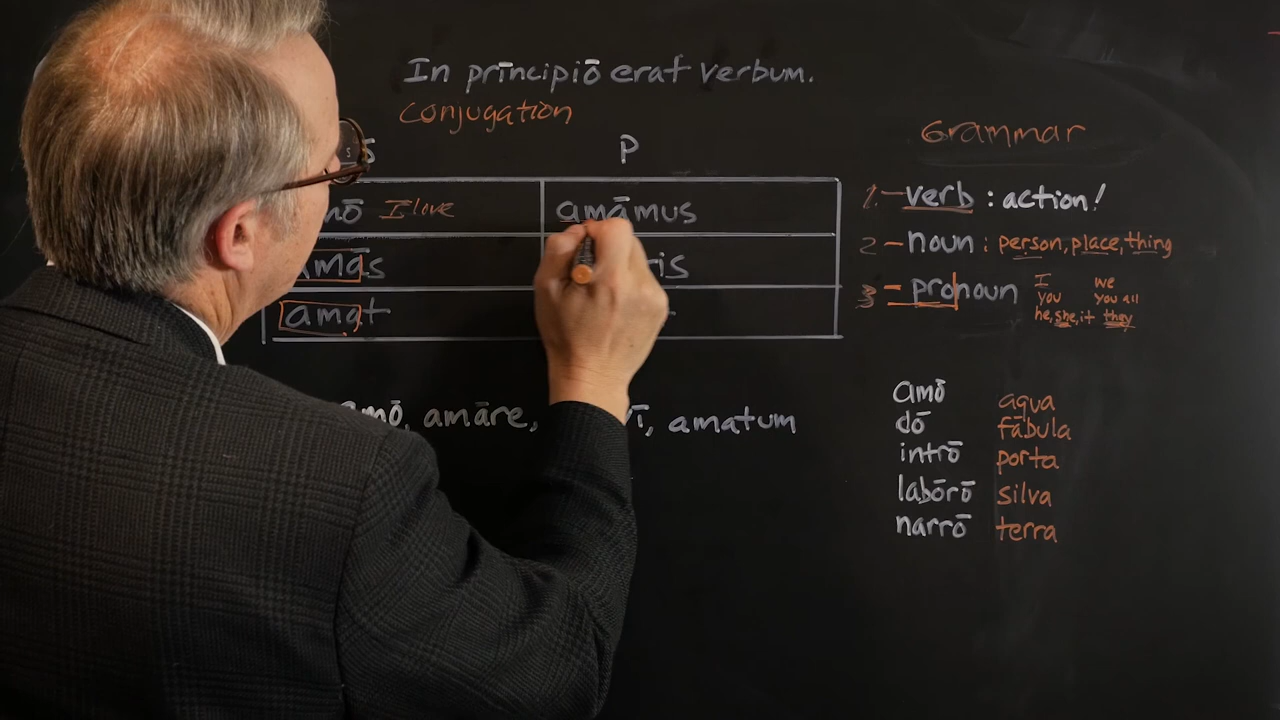 In prīncipiō erat Verbum.
Conjugation
S P
I love amāmus
amās
amat
amō, amāre, amatum
Grammar
1. – verb : action!
2 – noun : person, place, thing
3 – pronoun
I we
you you all
he, she, it they
amō aqua
dō fābula
intrō porta
labōrō silva
narrō terra